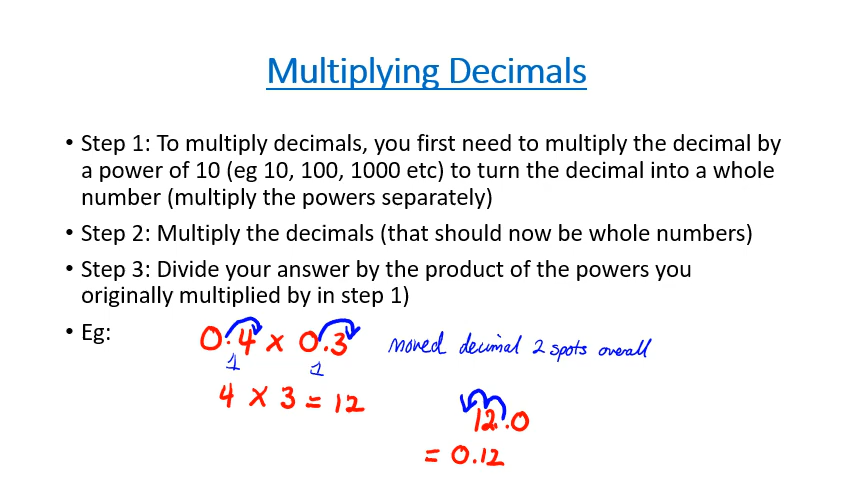 Multiplying Decimals
• Step 1: To multiply decimals, you first need to multiply the decimal by
a power of 10 (eg 10, 100, 1000 etc) to turn the decimal into a whole
number (multiply the powers separately)
• Step 2: Multiply the decimals (that should now be whole numbers)
• Step 3: Divide your answer by the product of the powers you
originally multiplied by in step 1)
• Eg:
0.4 × 0.3 moved decimal 2 spots overall
1 1
4 × 3 = 12
12.0
= 0.12